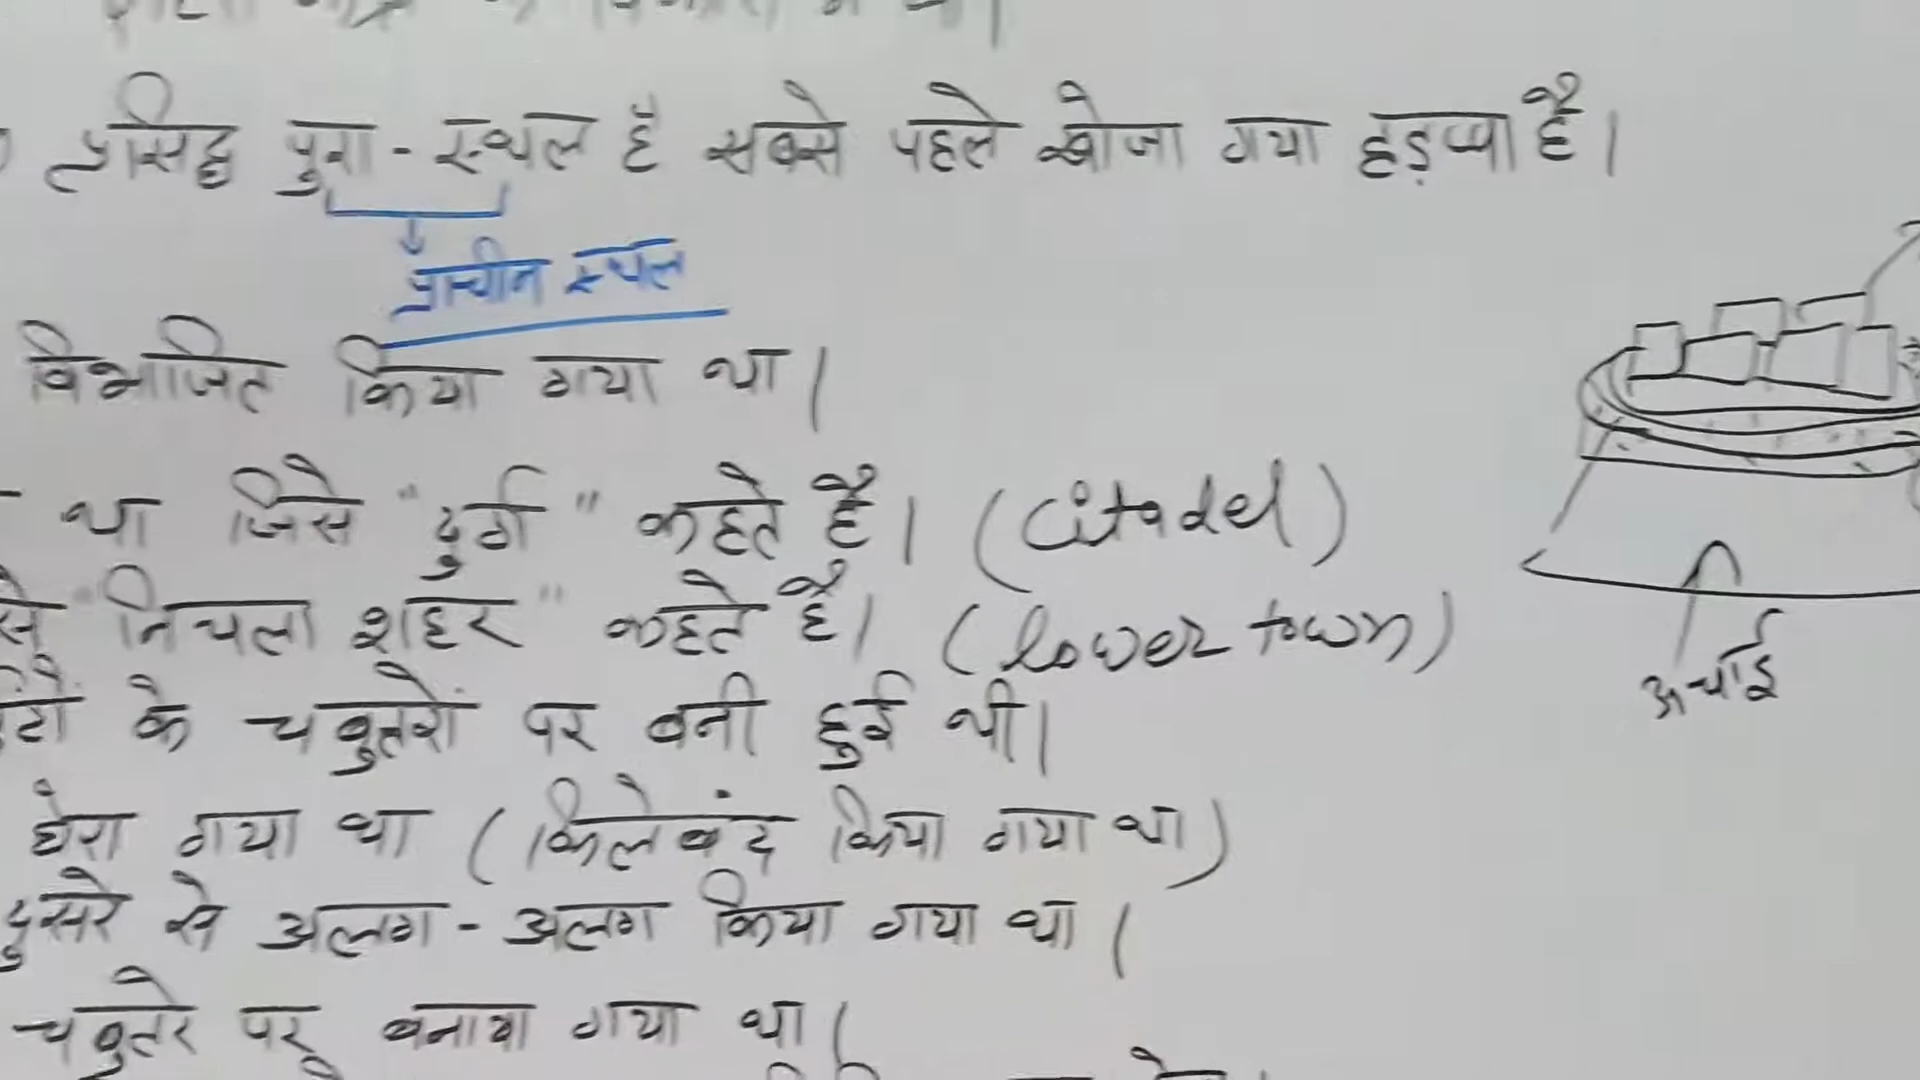 प्रसिद्ध पुरा - स्थल है सबसे पहले खोजा गया हड़प्पा है।
प्राचीन स्थल
विभाजित किया गया था।
था जिसे "दुर्ग" कहते है। (Citadel)
"निचला शहर" कहते है। (lower town)
के चबुतरों पर बनी हुई थी।
ऊचाई
घेरा गया था (किलेबंद किया गया था)
दुसरे से अलग - अलग किया गया था।
चबुतरे पर बनाया गया था।